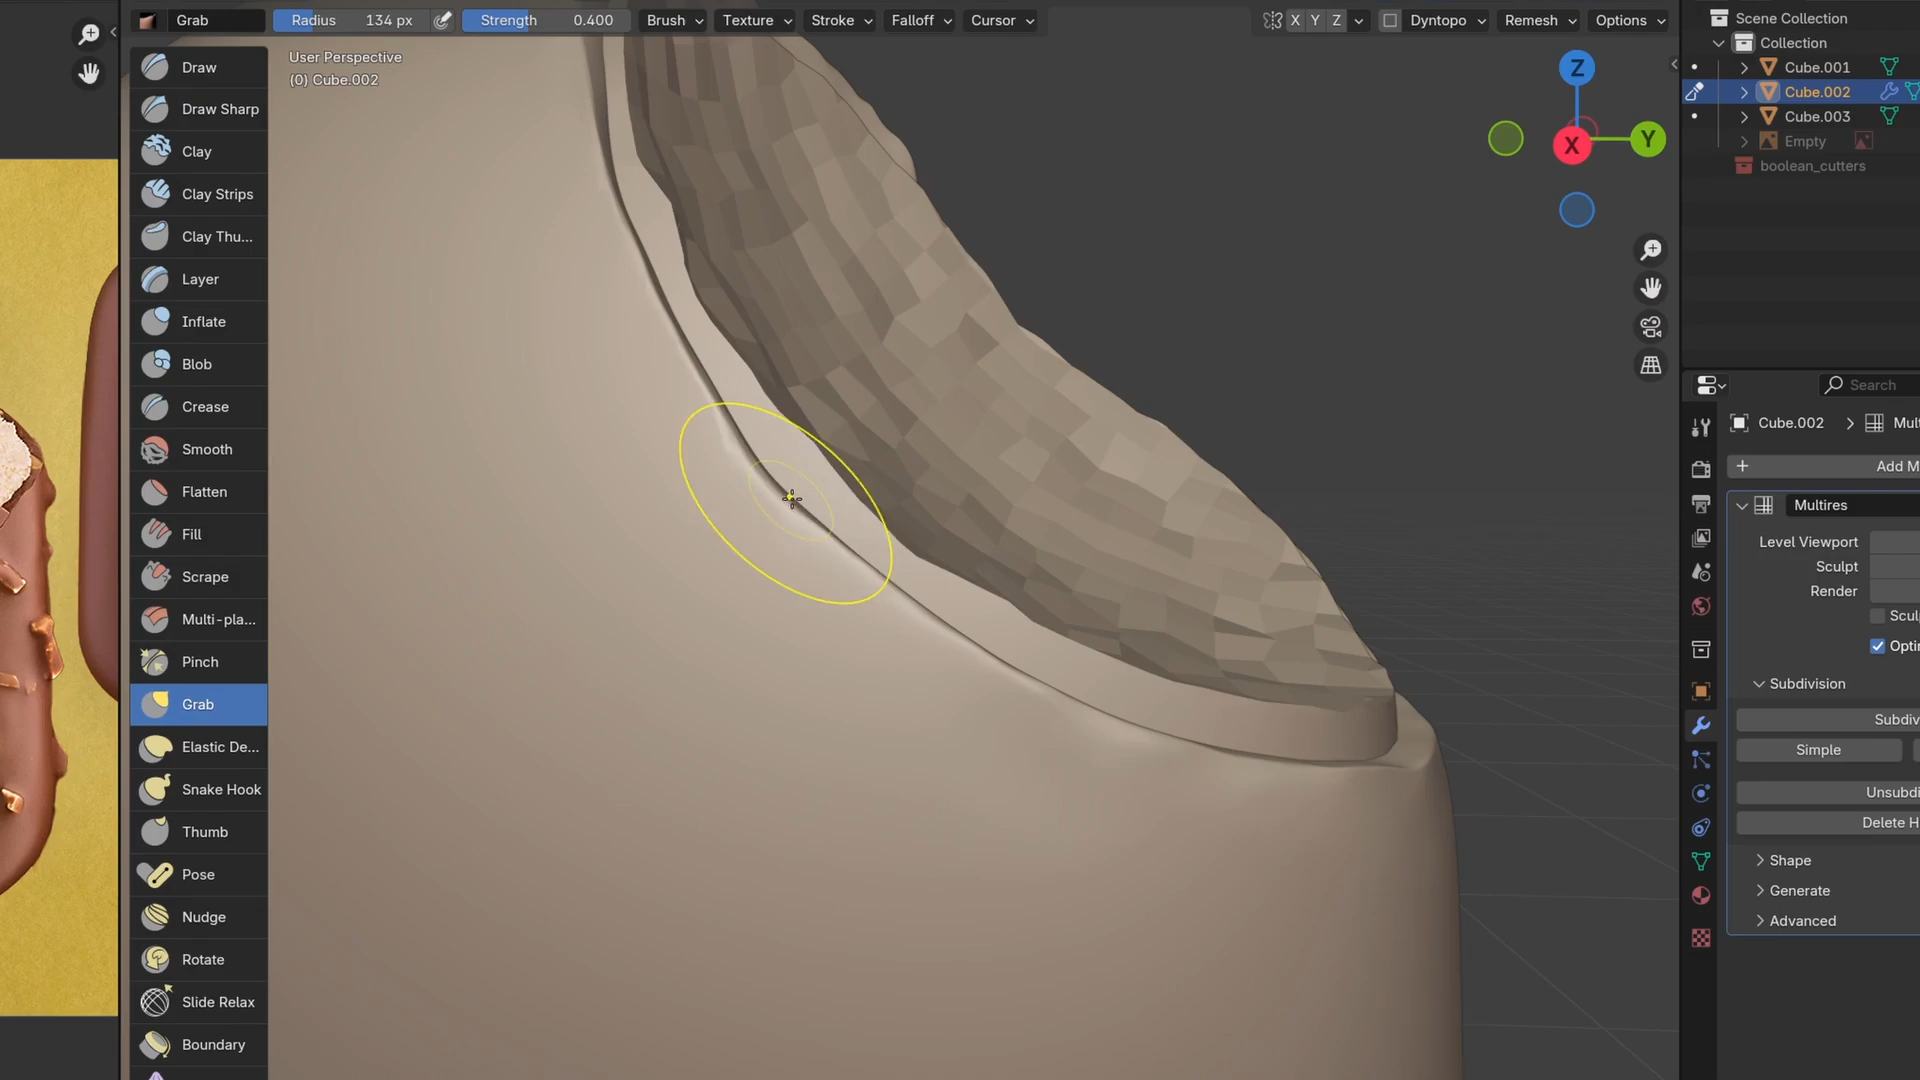 Grab
Radius 134 px
Strength 0.400
Brush
Texture
Stroke
Falloff
Cursor
X Y Z
Dyntopo
Remesh
Options
User Perspective
(0) Cube.002
Draw
Draw Sharp
Clay
Clay Strips
Clay Thu...
Layer
Inflate
Blob
Crease
Smooth
Flatten
Fill
Scrape
Multi-pla...
Pinch
Grab
Elastic De...
Snake Hook
Thumb
Pose
Nudge
Rotate
Slide Relax
Boundary
Z
X
Y
Scene Collection
Collection
Cube.001
Cube.002
Cube.003
Empty
boolean_cutters
Search
Cube.002 > Mult
Add M
Multires
Level Viewport
Sculpt
Render
Scul
Optim
Subdivision
Subdiv
Simple
Unsubdi
Delete H
Shape
Generate
Advanced